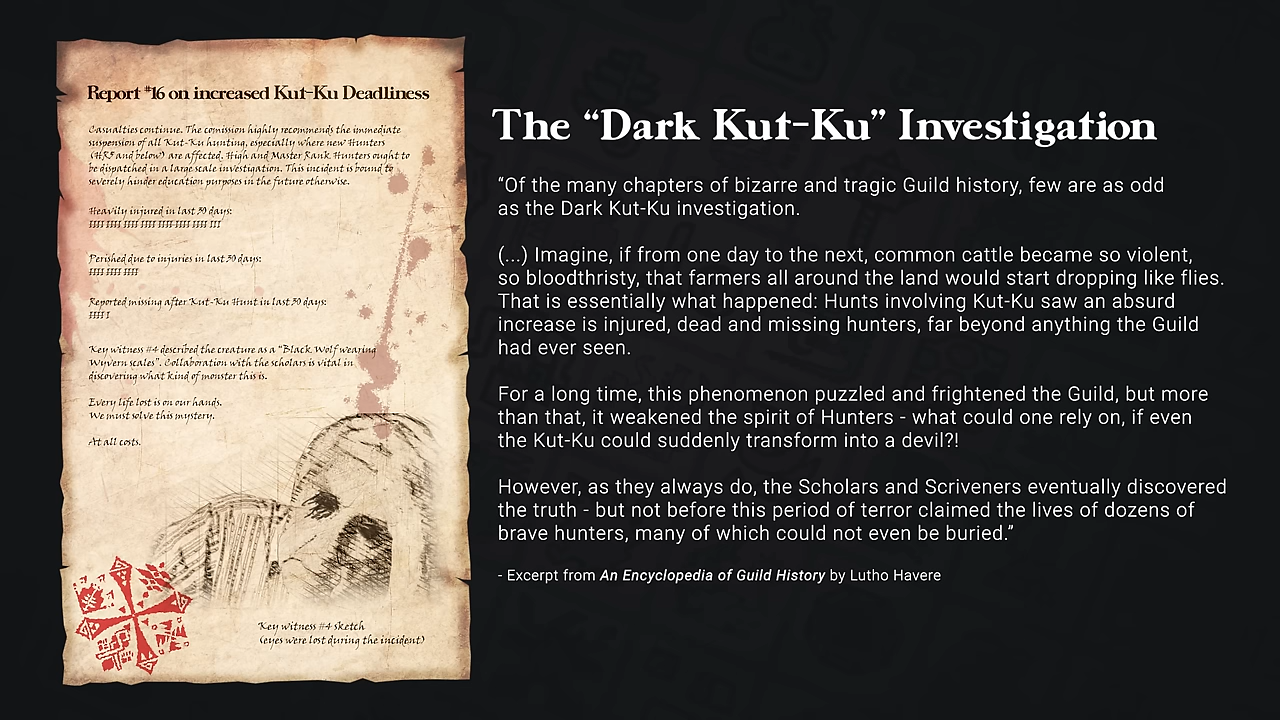 Report #16 on increased Kut-Ku Deadliness
Casualties continue. The comission highly recommends the immediate
suspension of all Kut-Ku hunting, especially where new Hunters
(HR5 and below) are affected. High and Master Rank Hunters ought to
be dispatched in a large scale investigation. This incident is bound to
severely hinder education purposes in the future otherwise.
Heavily injured in last 30 days:
Perished due to injuries in last 30 days:
Reported missing after Kut-Ku Hunt in last 30 days:
Key witness #4 described the creature as a "Black Wolf wearing
Wyvern scales". Collaboration with the scholars is vital in
discovering what kind of monster this is.
Every life lost is on our hands.
We must solve this mystery.
At all costs.
Key witness #4 sketch
(eyes were lost during the incident)
The “Dark Kut-Ku” Investigation
“Of the many chapters of bizarre and tragic Guild history, few are as odd
as the Dark Kut-Ku investigation.
(...) Imagine, if from one day to the next, common cattle became so violent,
so bloodthristy, that farmers all around the land would start dropping like flies.
That is essentially what happened: Hunts involving Kut-Ku saw an absurd
increase is injured, dead and missing hunters, far beyond anything the Guild
had ever seen.
For a long time, this phenomenon puzzled and frightened the Guild, but more
than that, it weakened the spirit of Hunters - what could one rely on, if even
the Kut-Ku could suddenly transform into a devil?!
However, as they always do, the Scholars and Scriveners eventually discovered
the truth - but not before this period of terror claimed the lives of dozens of
brave hunters, many of which could not even be buried.”
- Excerpt from An Encyclopedia of Guild History by Lutho Havere